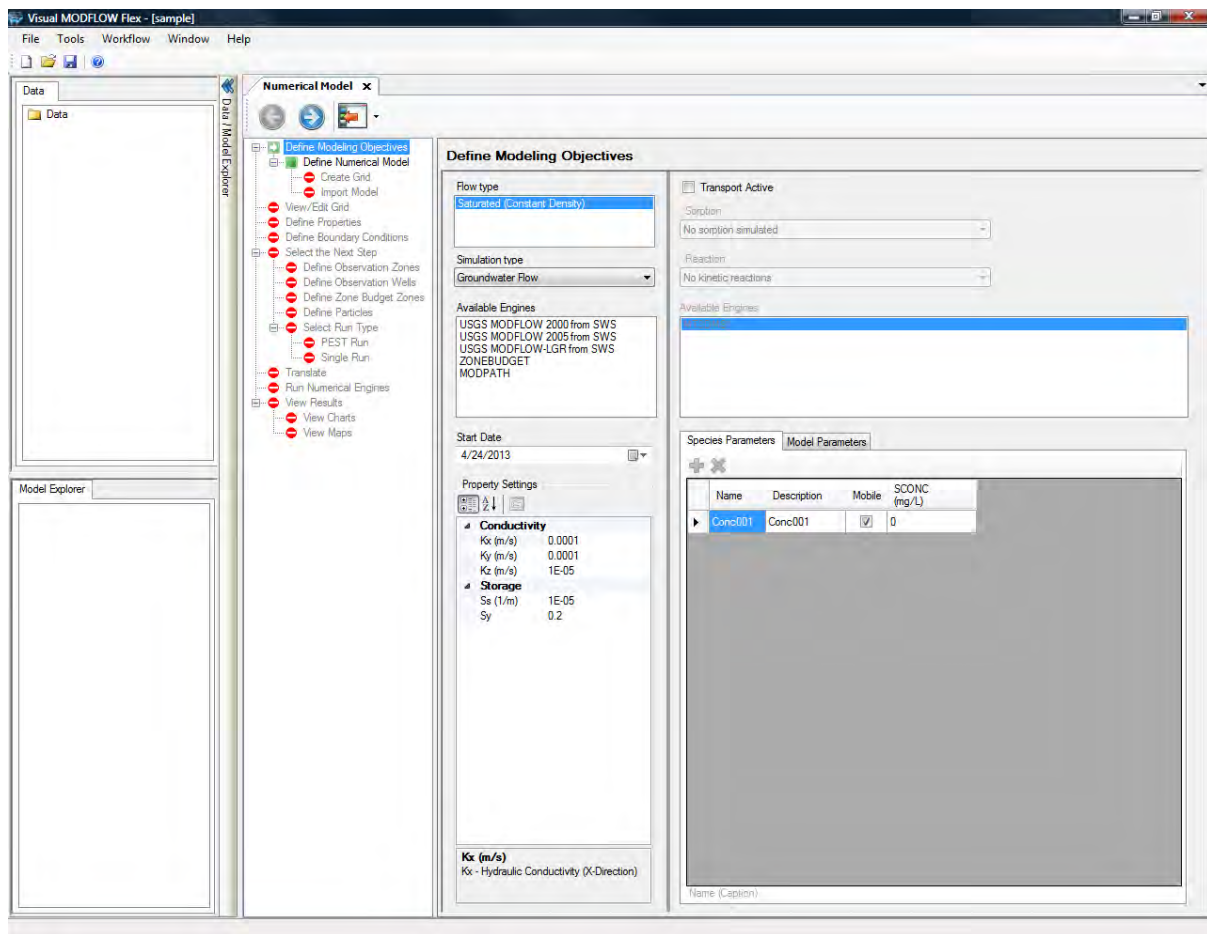 Visual MODFLOW Flex - [sample]
File Tools Workflow Window Help
Data
Data
Data / Model Explorer
Model Explorer
Numerical Model x
Define Modeling Objectives
Define Numerical Model
Create Grid
Import Model
View/Edit Grid
Define Properties
Define Boundary Conditions
Select the Next Step
Define Observation Zones
Define Observation Wells
Define Zone Budget Zones
Define Particles
Select Run Type
PEST Run
Single Run
Translate
Run Numerical Engines
View Results
View Charts
View Maps
Define Modeling Objectives
Flow type
Saturated (Constant Density)
Simulation type
Groundwater Flow
Available Engines
USGS MODFLOW 2000 from SWS
USGS MODFLOW 2005 from SWS
USGS MODFLOW-LGR from SWS
ZONEBUDGET
MODPATH
Start Date
4/24/2013
Property Settings
Conductivity
Kx (m/s) 0.0001
Ky (m/s) 0.0001
Kz (m/s) 1E-05
Storage
Ss (1/m) 1E-05
Sy 0.2
Kx (m/s)
Kx - Hydraulic Conductivity (X-Direction)
Transport Active
Sorption
No sorption simulated
Reaction
No kinetic reactions
Available Engines
Species Parameters Model Parameters
Name Description Mobile SCONC (mg/L)
Conc001 Conc001 0
Name (Caption)